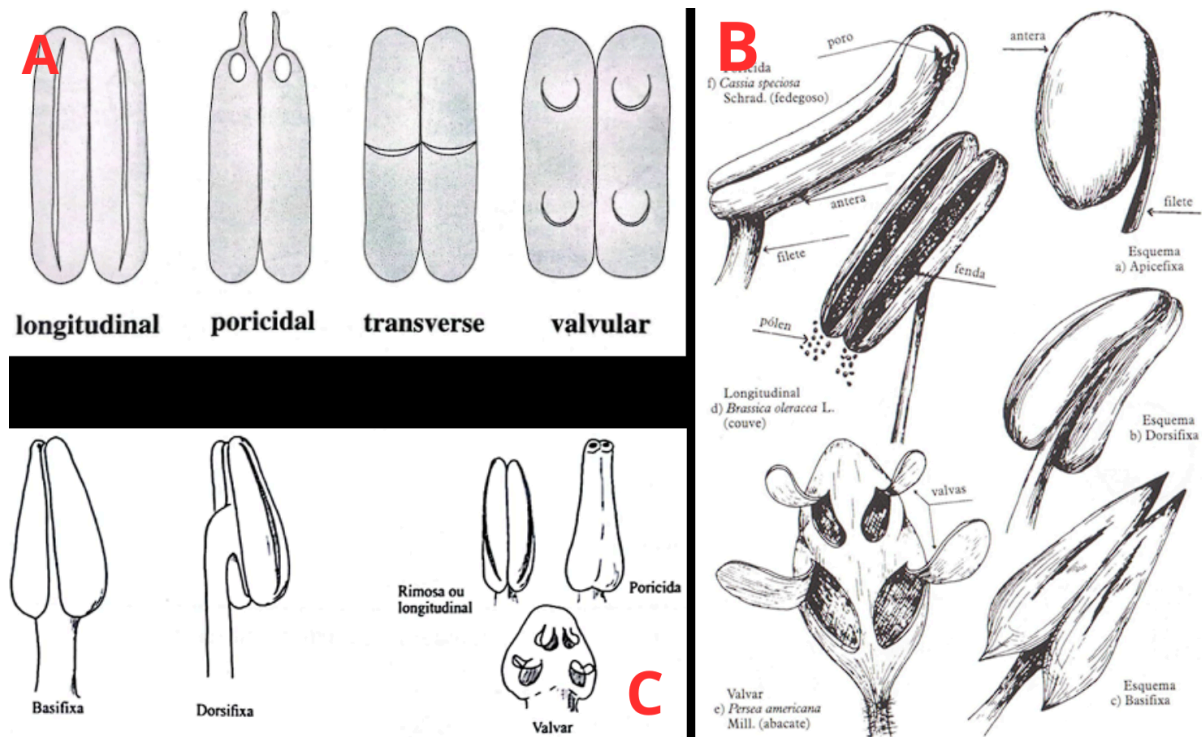 A
longitudinal
poricidal
transverse
valvular
B
poro
Poricida
f) Cassia speciosa
Schrad. (fedegoso)
antera
antera
filete
filete
Esquema
a) Apicefixa
fenda
pólen
Longitudinal
d) Brassica oleracea L.
(couve)
Esquema
b) Dorsifixa
valvas
Valvar
e) Persea americana
Mill. (abacate)
Esquema
c) Basifixa
Basifixa
Dorsifixa
Rimosa ou
longitudinal
Poricida
Valvar
C